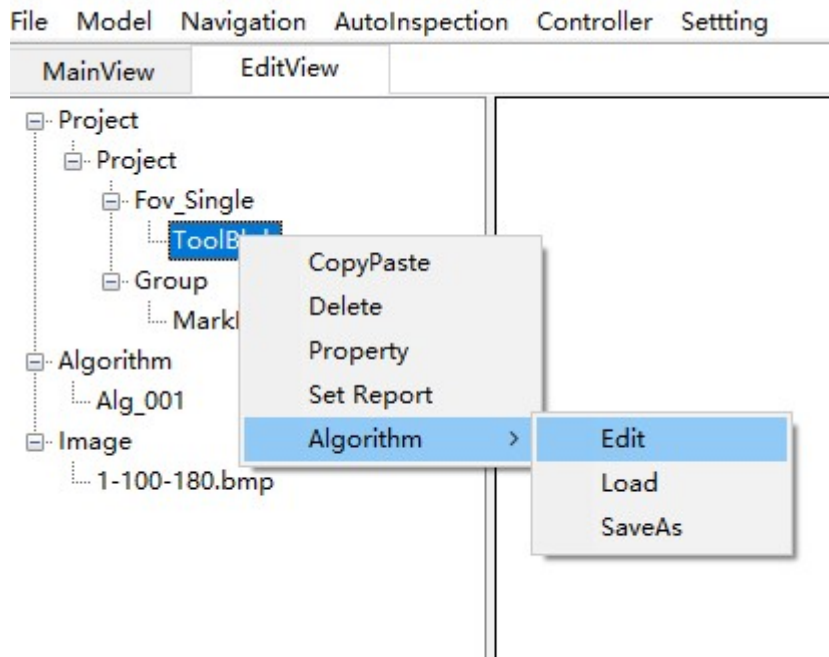 File Model Navigation AutoInspection Controller Settting
MainView EditView
Project
Project
Fov_Single
CopyPaste
Group
Delete
Property
Algorithm
Set Report
Alg_001
Algorithm > Edit
Image
Load
1-100-180.bmp
SaveAs